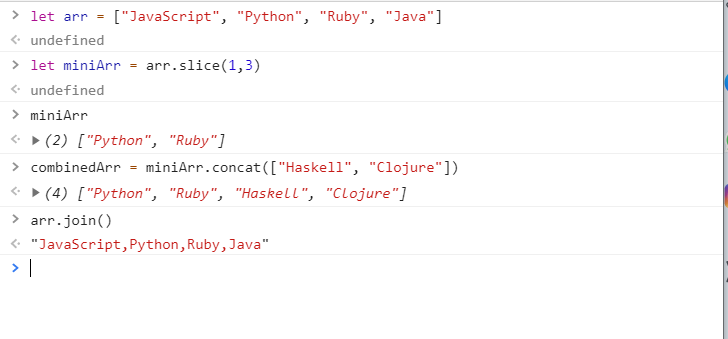 > let arr = ["JavaScript", "Python", "Ruby", "Java"]
undefined
> let miniArr = arr.slice(1,3)
undefined
> miniArr
▶(2) ["Python", "Ruby"]
> combinedArr = miniArr.concat(["Haskell", "Clojure"])
▶(4) ["Python", "Ruby", "Haskell", "Clojure"]
> arr.join()
"JavaScript,Python,Ruby,Java"
>